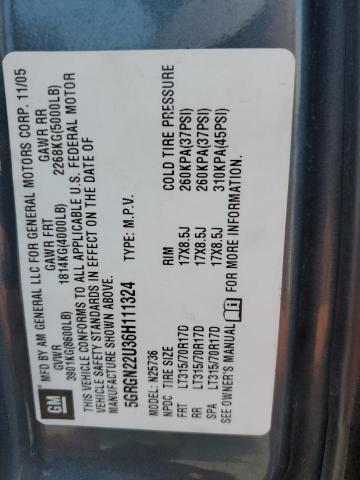 GM
MFD BY AM GENERAL LLC FOR GENERAL MOTORS CORP. 11/05
GVWR GAWR FRT GAWR RR
3901KG(8600LB) 1814KG(4000LB) 2268KG(5000LB)
THIS VEHICLE CONFORMS TO ALL APPLICABLE U.S. FEDERAL MOTOR
VEHICLE SAFETY STANDARDS IN EFFECT ON THE DATE OF
MANUFACTURE SHOWN ABOVE.
5GRGN22U36H111324 TYPE: M.P.V.
MODEL: N25736
NPDC TIRE SIZE RIM COLD TIRE PRESSURE
FRT LT315/70R17D 17X8.5J 260KPA(37PSI)
RR LT315/70R17D 17X8.5J 260KPA(37PSI)
SPA LT315/70R17D 17X8.5J 310KPA(45PSI)
SEE OWNER'S MANUAL FOR MORE INFORMATION.